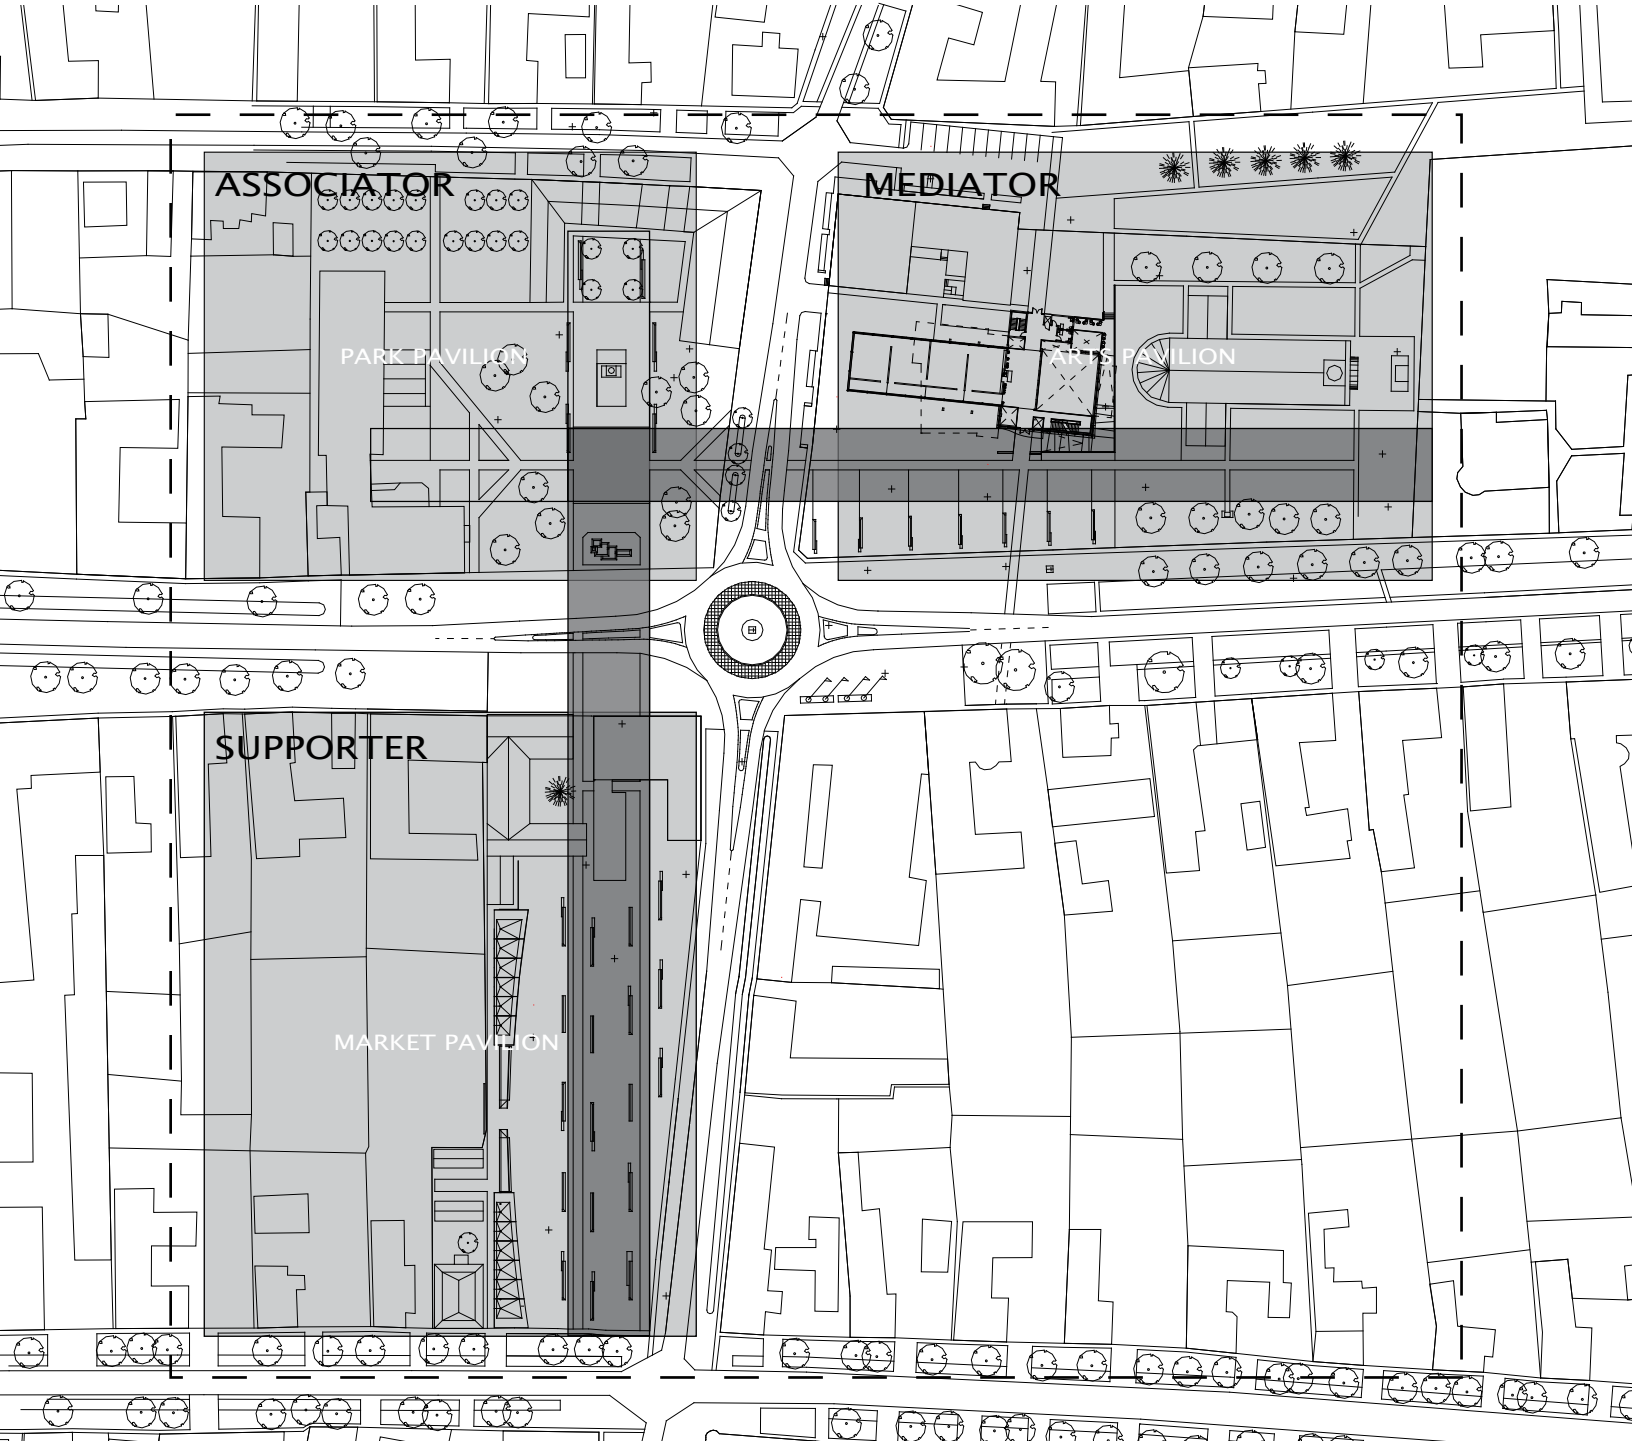 ASSOCIATOR
MEDIATOR
PARK PAVILION
ARTS PAVILION
SUPPORTER
MARKET PAVILION